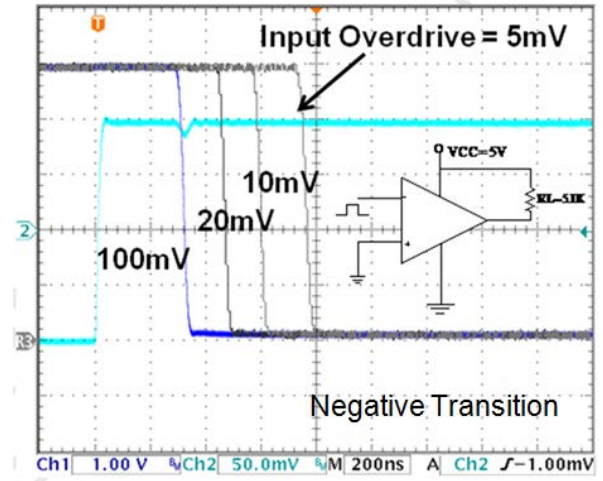 T
Input Overdrive = 5mV
VCC=5V
10mV
RL=5.1K
20mV
2
100mV
Negative Transition
Ch1 1.00 V Ch2 50.0mV M 200ns A Ch2 -1.00mV